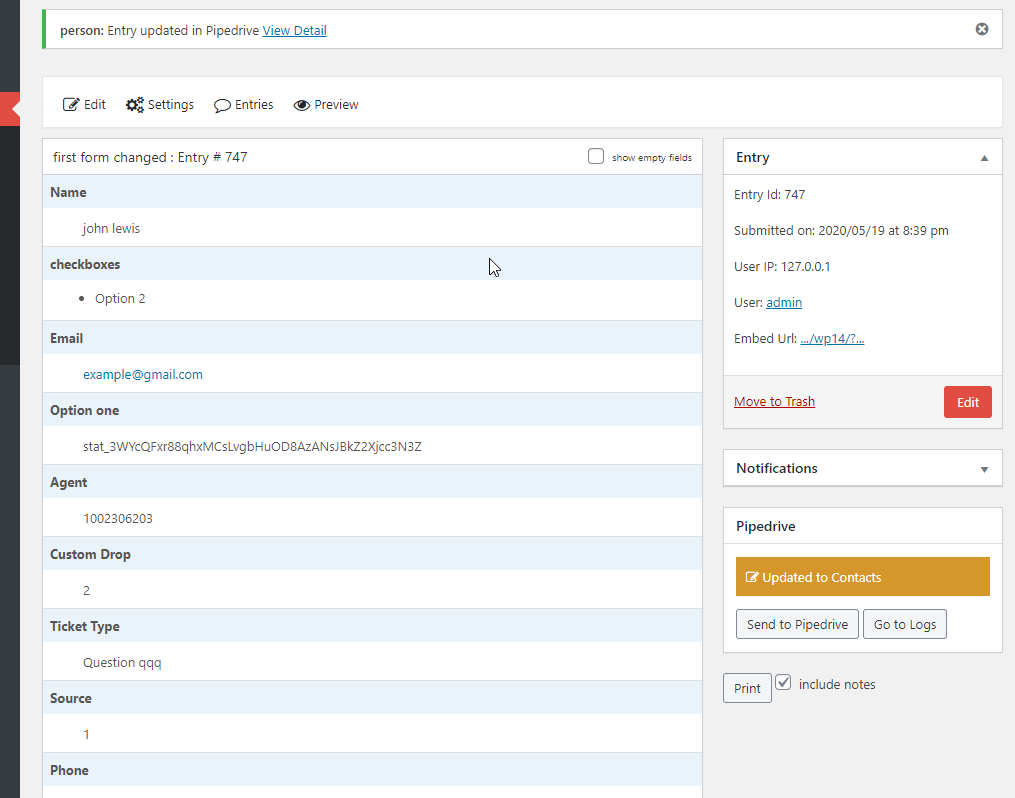 person: Entry updated in Pipedrive View Detail
Edit Settings Entries Preview
first form changed : Entry # 747
show empty fields
Name
john lewis
checkboxes
Option 2
Email
example@gmail.com
Option one
stat_3WYcQFxr88qhxMCsLvgbHuOD8AzANsJBkZ2Xjcc3N3Z
Agent
1002306203
Custom Drop
2
Ticket Type
Question qqq
Source
1
Phone
Entry
Entry Id: 747
Submitted on: 2020/05/19 at 8:39 pm
User IP: 127.0.0.1
User: admin
Embed Url: .../wp14/?...
Move to Trash
Edit
Notifications
Pipedrive
Updated to Contacts
Send to Pipedrive
Go to Logs
Print
include notes